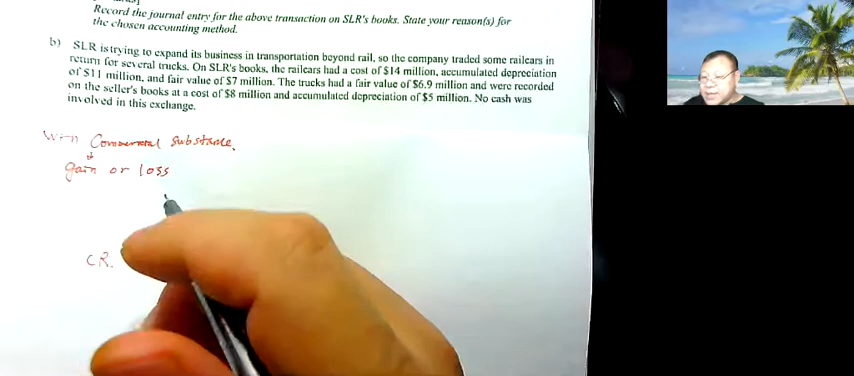 Record the journal entry for the above transaction on SLR's books. State your reason(s) for
the chosen accounting method.
b) SLR is trying to expand its business in transportation beyond rail, so the company traded some railcars in
return for several trucks. On SLR's books, the railcars had a cost of $14 million, accumulated depreciation
of $11 million, and fair value of $7 million. The trucks had a fair value of $6.9 million and were recorded
on the seller's books at a cost of $8 million and accumulated depreciation of $5 million. No cash was
involved in this exchange.
With Commercial substance.
gain or loss
CR.